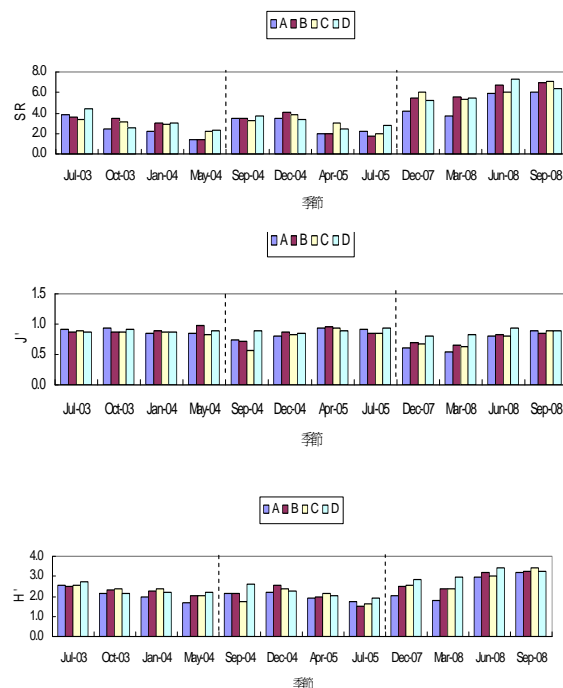 A B C D
8.0
6.0
4.0
2.0
0.0
SR
Jul-03 Oct-03 Jan-04 May-04 Sep-04 Dec-04 Apr-05 Jul-05 Dec-07 Mar-08 Jun-08 Sep-08
季節
A B C D
1.5
1.0
0.5
0.0
J'
Jul-03 Oct-03 Jan-04 May-04 Sep-04 Dec-04 Apr-05 Jul-05 Dec-07 Mar-08 Jun-08 Sep-08
季節
A B C D
4.0
3.0
2.0
1.0
0.0
H'
Jul-03 Oct-03 Jan-04 May-04 Sep-04 Dec-04 Apr-05 Jul-05 Dec-07 Mar-08 Jun-08 Sep-08
季節